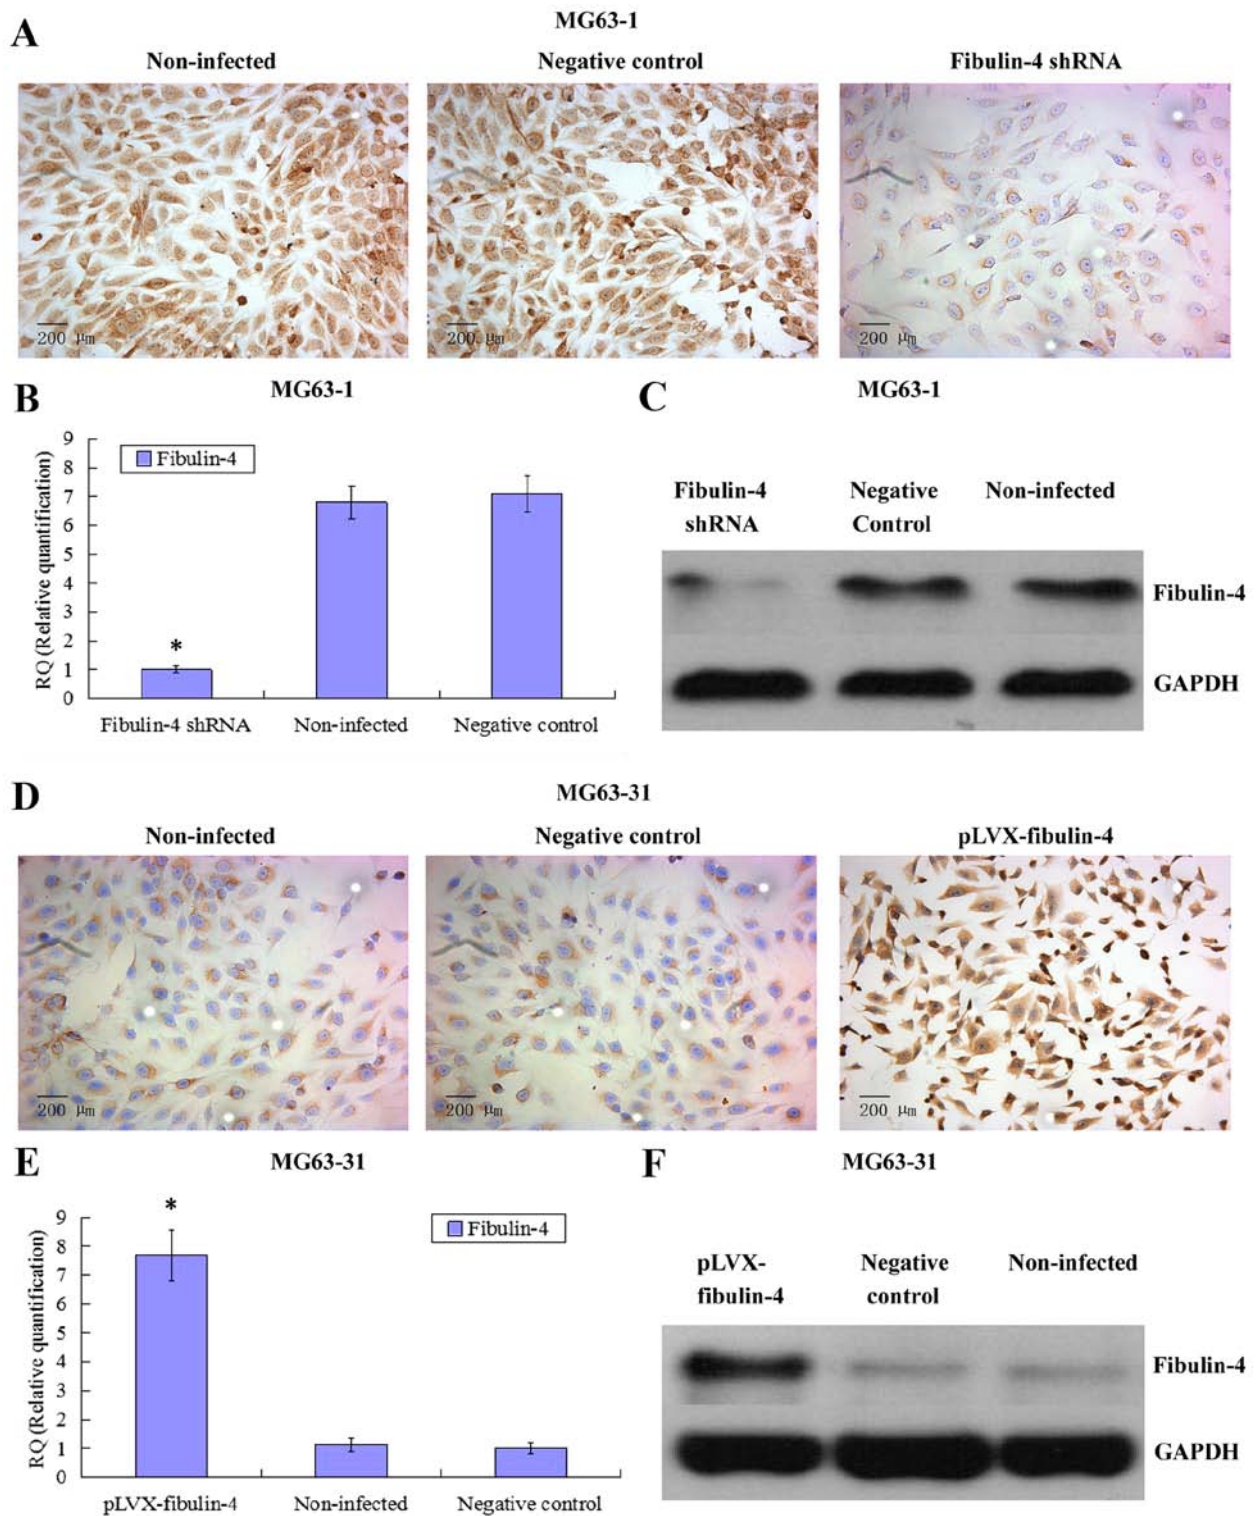 A
MG63-1
Non-infected
Negative control
Fibulin-4 shRNA
200 μm
200 μm
200 μm
B
MG63-1
RQ (Relative quantification)
9
8
7
6
5
4
3
2
1
0
Fibulin-4
*
Fibulin-4 shRNA
Non-infected
Negative control
C
MG63-1
Fibulin-4
shRNA
Negative
Control
Non-infected
Fibulin-4
GAPDH
D
MG63-31
Non-infected
Negative control
pLVX-fibulin-4
200 μm
200 μm
200 μm
E
MG63-31
RQ (Relative quantification)
9
8
7
6
5
4
3
2
1
0
*
Fibulin-4
pLVX-fibulin-4
Non-infected
Negative control
F
MG63-31
pLVX-
fibulin-4
Negative
control
Non-infected
Fibulin-4
GAPDH